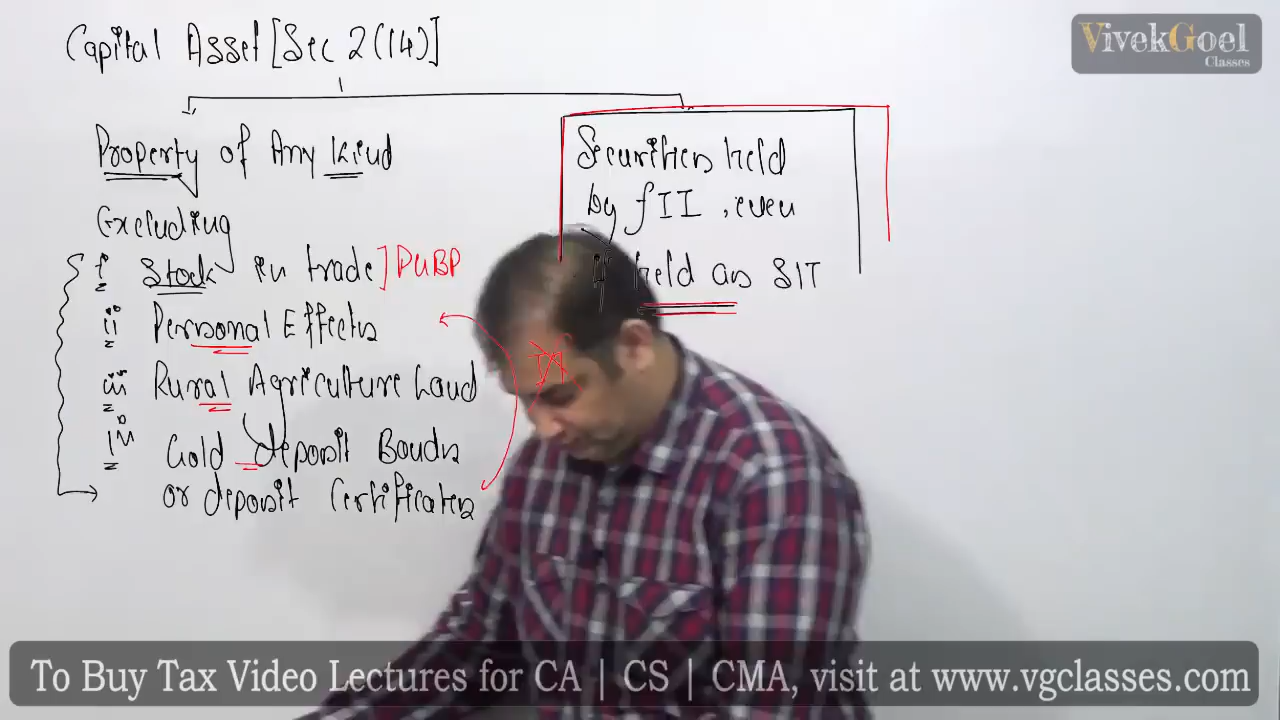 VivekGoel
Classes
Capital Asset [Sec 2(14)]
Property of Any kind
Excluding
i Stock in trade] PUBP
ii Personal Effects
iii Rural Agriculture Land
iv Gold deposit Bonds
or deposit Certificates
Securities held
by FII, even
if held as SIT
To Buy Tax Video Lectures for CA | CS | CMA, visit at www.vgclasses.com